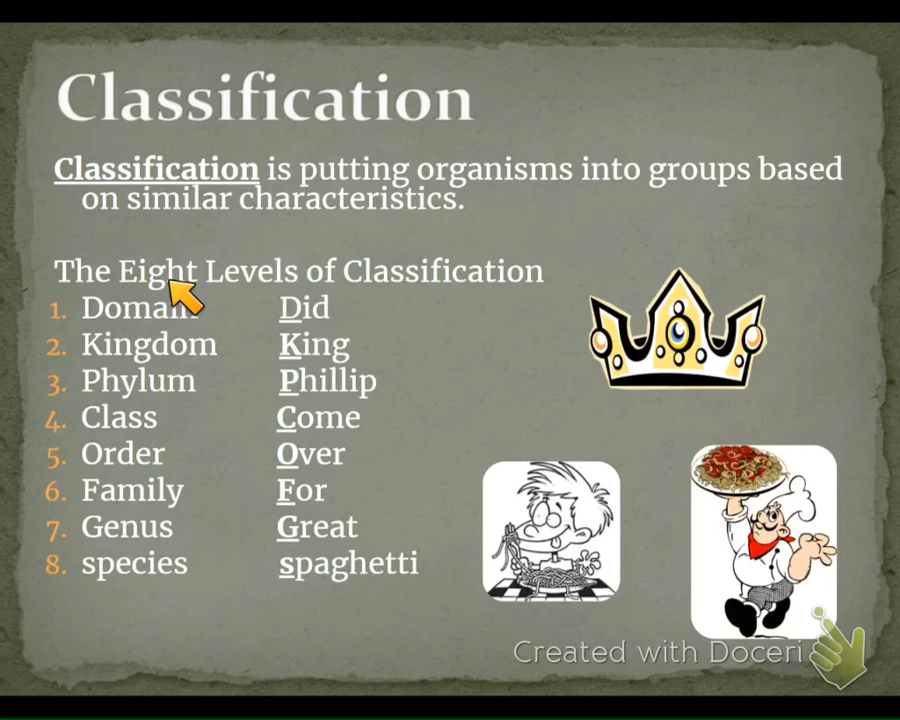 Classification
Classification is putting organisms into groups based
on similar characteristics.
The Eight Levels of Classification
1. Domain Did
2. Kingdom King
3. Phylum Phillip
4. Class Come
5. Order Over
6. Family For
7. Genus Great
8. species spaghetti
Created with Doceri